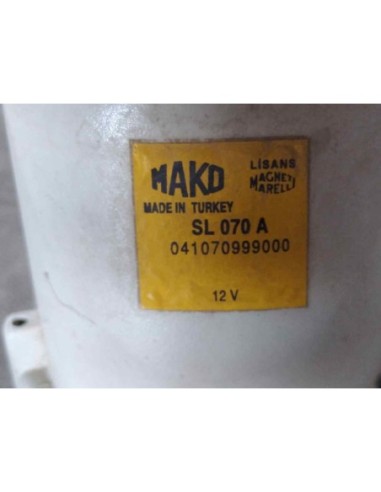 MAKO
LİSANS
MAGNETI
MARELLI
MADE IN TURKEY
SL 070 A
041070999000
12 V